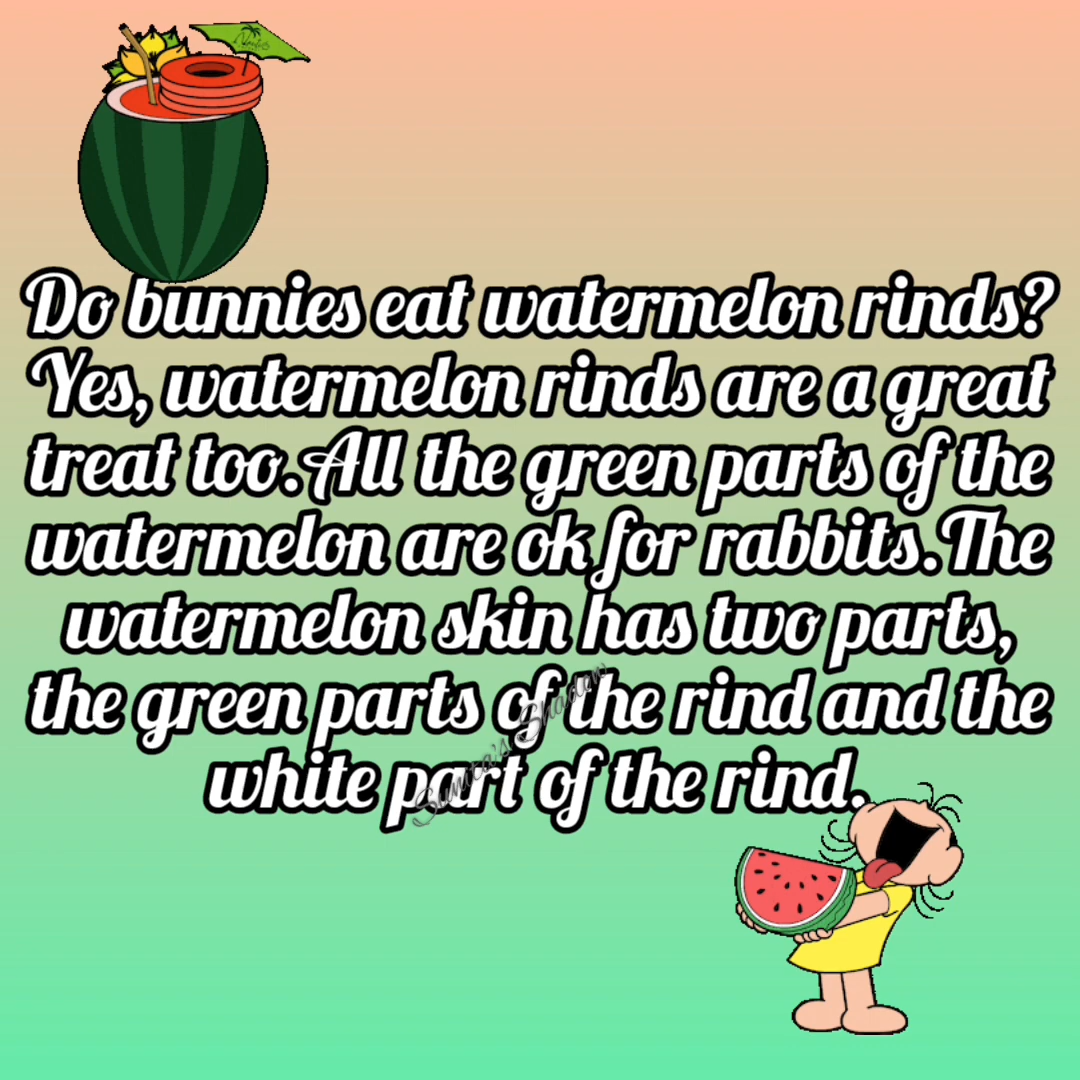 Do bunnies eat watermelon rinds?
Yes, watermelon rinds are a great
treat too.All the green parts of the
watermelon are ok for rabbits.The
watermelon skin has two parts,
the green parts of the rind and the
white part of the rind.
Sunita's Shadow